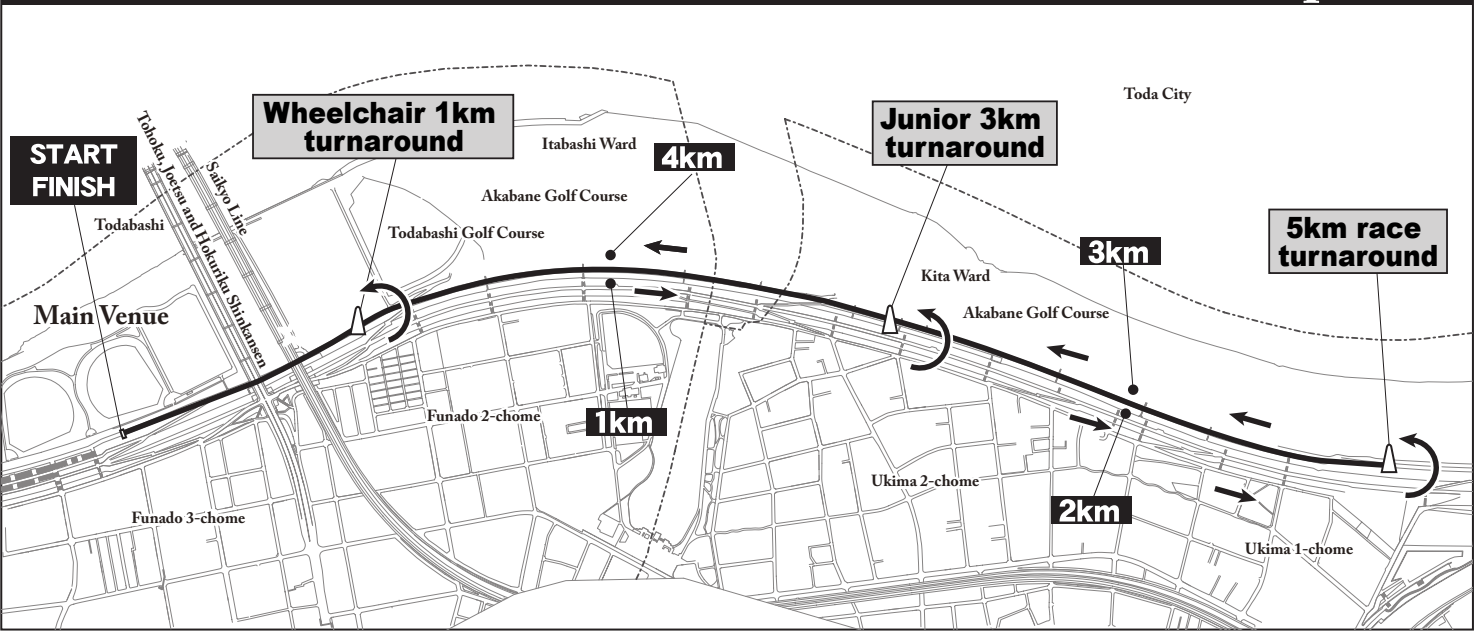 Toda City
Wheelchair 1km
turnaround
Junior 3km
turnaround
START
FINISH
Tohoku, Joetsu and Hokuriku Shinkansen
Saikyo Line
Itabashi Ward
4km
Akabane Golf Course
Todabashi
Todabashi Golf Course
5km race
turnaround
3km
Kita Ward
Akabane Golf Course
Main Venue
Funado 2-chome
1km
Ukima 2-chome
2km
Funado 3-chome
Ukima 1-chome